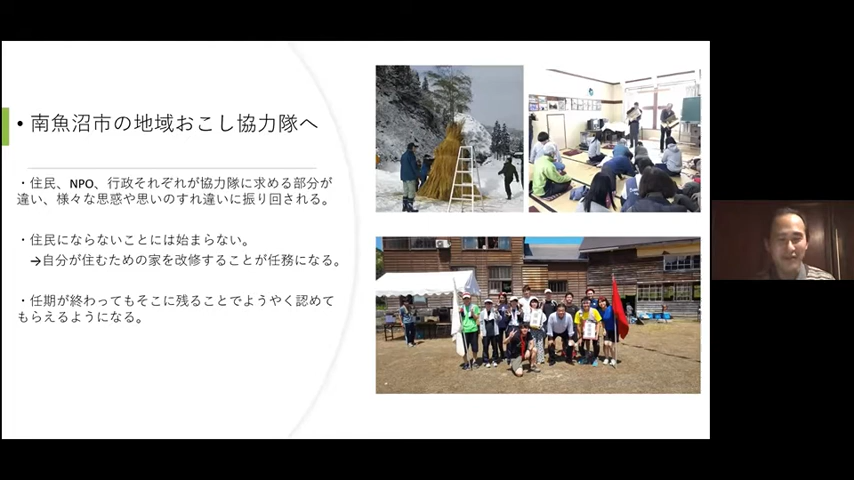 • 南魚沼市の地域おこし協力隊へ
・住民、NPO、行政それぞれが協力隊に求める部分が
違い、様々な思惑や思いのすれ違いに振り回される。
・住民にならないことには始まらない。
→自分が住むための家を改修することが任務になる。
・任期が終わってもそこに残ることでようやく認めて
もらえるようになる。